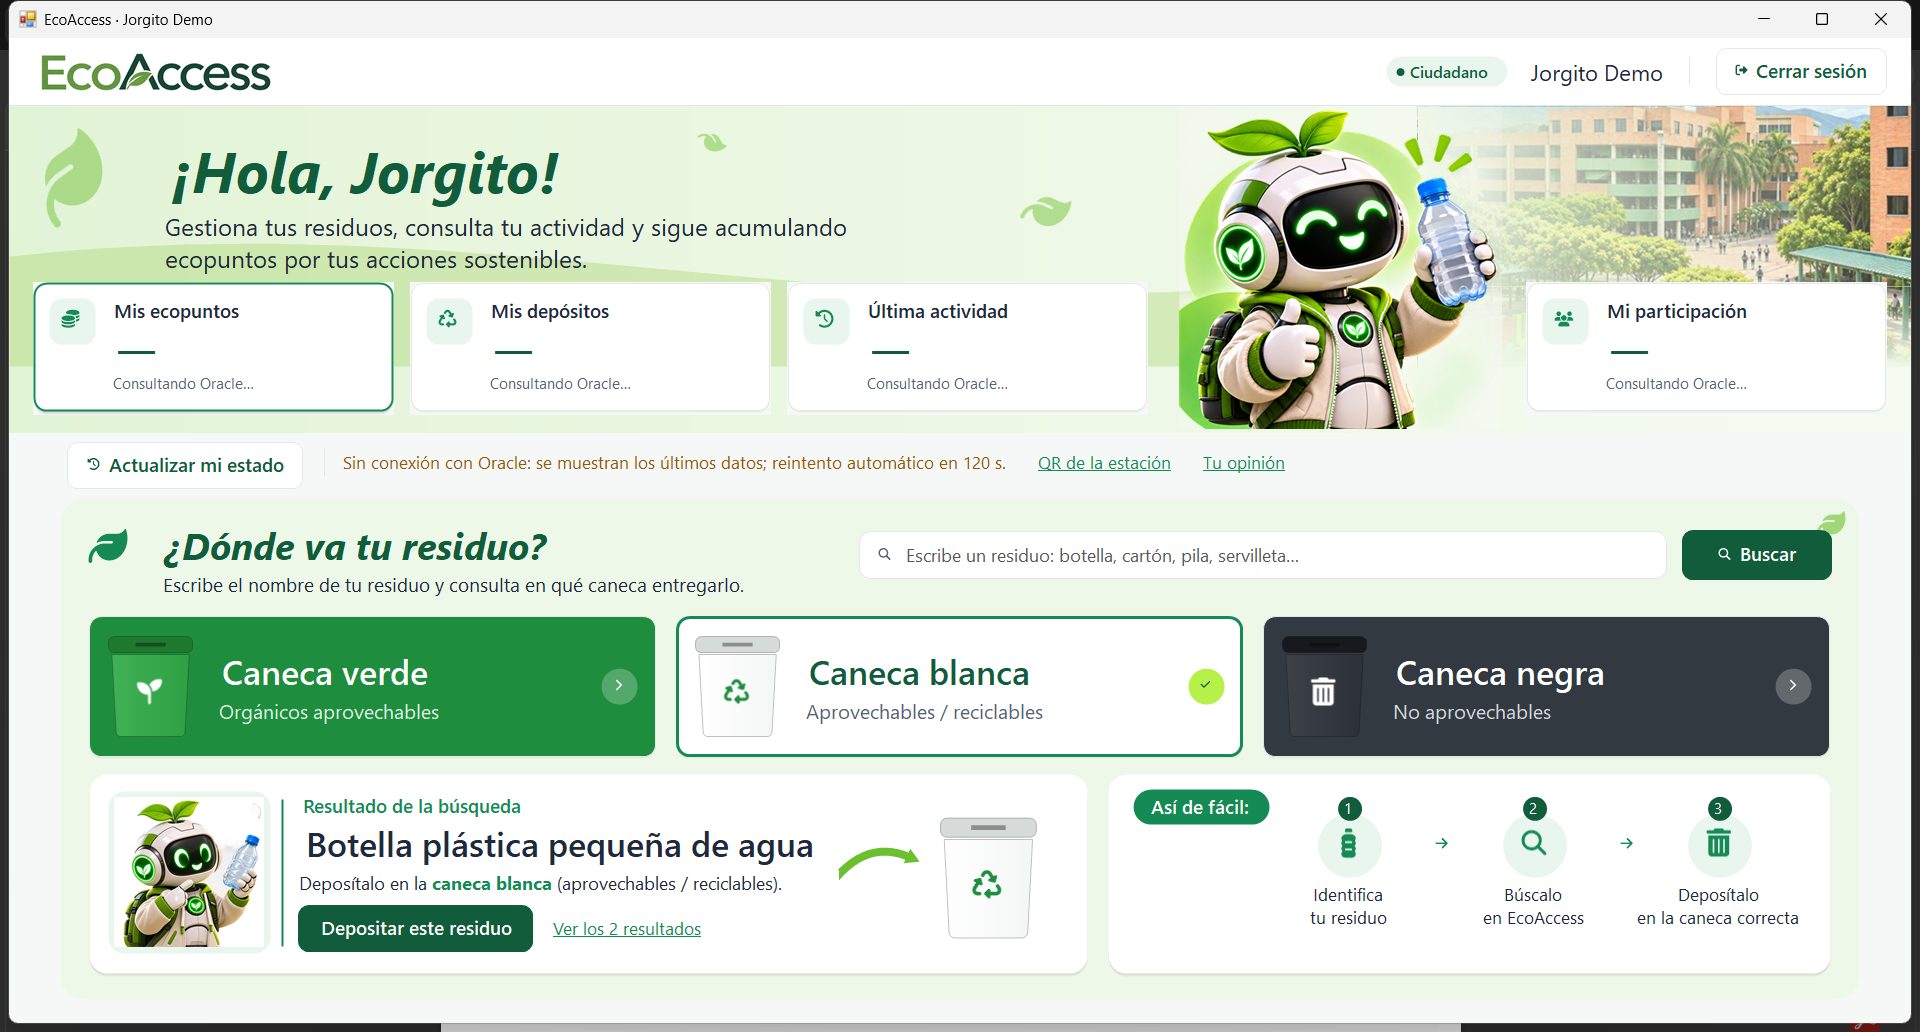 EcoAccess · Jorgito Demo
EcoAccess
Ciudadano
Jorgito Demo
Cerrar sesión
¡Hola, Jorgito!
Gestiona tus residuos, consulta tu actividad y sigue acumulando
ecopuntos por tus acciones sostenibles.
Mis ecopuntos
Consultando Oracle...
Mis depósitos
Consultando Oracle...
Última actividad
Consultando Oracle...
Mi participación
Consultando Oracle...
Actualizar mi estado
Sin conexión con Oracle: se muestran los últimos datos; reintento automático en 120 s.
QR de la estación
Tu opinión
¿Dónde va tu residuo?
Escribe el nombre de tu residuo y consulta en qué caneca entregarlo.
Escribe un residuo: botella, cartón, pila, servilleta...
Buscar
Caneca verde
Orgánicos aprovechables
Caneca blanca
Aprovechables / reciclables
Caneca negra
No aprovechables
Resultado de la búsqueda
Botella plástica pequeña de agua
Deposítalo en la caneca blanca (aprovechables / reciclables).
Depositar este residuo
Ver los 2 resultados
Así de fácil:
1
Identifica
tu residuo
2
Búscalo
en EcoAccess
3
Deposítalo
en la caneca correcta